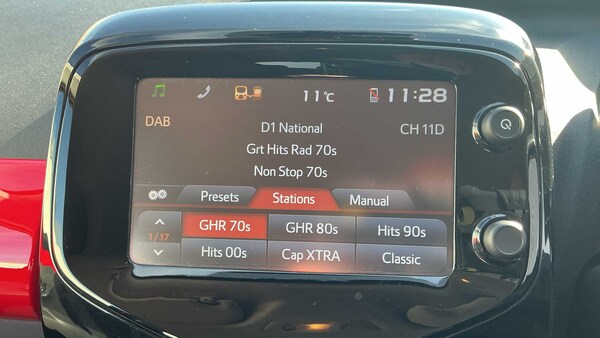 11°C
11:28
DAB
D1 National
CH 11D
Grt Hits Rad 70s
Non Stop 70s
Presets
Stations
Manual
1/17
GHR 70s
GHR 80s
Hits 90s
Hits 00s
Cap XTRA
Classic